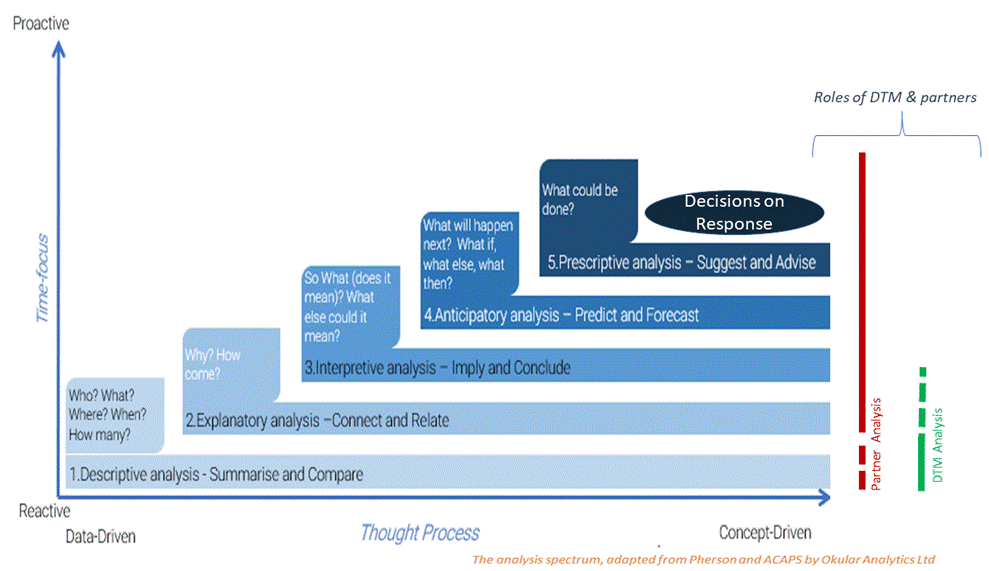 Proactive
Roles of DTM & partners
What could be
done?
Decisions on
Response
5.Prescriptive analysis – Suggest and Advise
What will happen
next? What if,
what else, what
then?
4.Anticipatory analysis – Predict and Forecast
So What (does it
mean)? What
else could it
mean?
3.Interpretive analysis – Imply and Conclude
Why? How
come?
2.Explanatory analysis –Connect and Relate
Who? What?
Where? When?
How many?
1.Descriptive analysis - Summarise and Compare
Time-focus
Partner Analysis
DTM Analysis
Reactive
Data-Driven
Thought Process
Concept-Driven
The analysis spectrum, adapted from Pherson and ACAPS by Okular Analytics Ltd